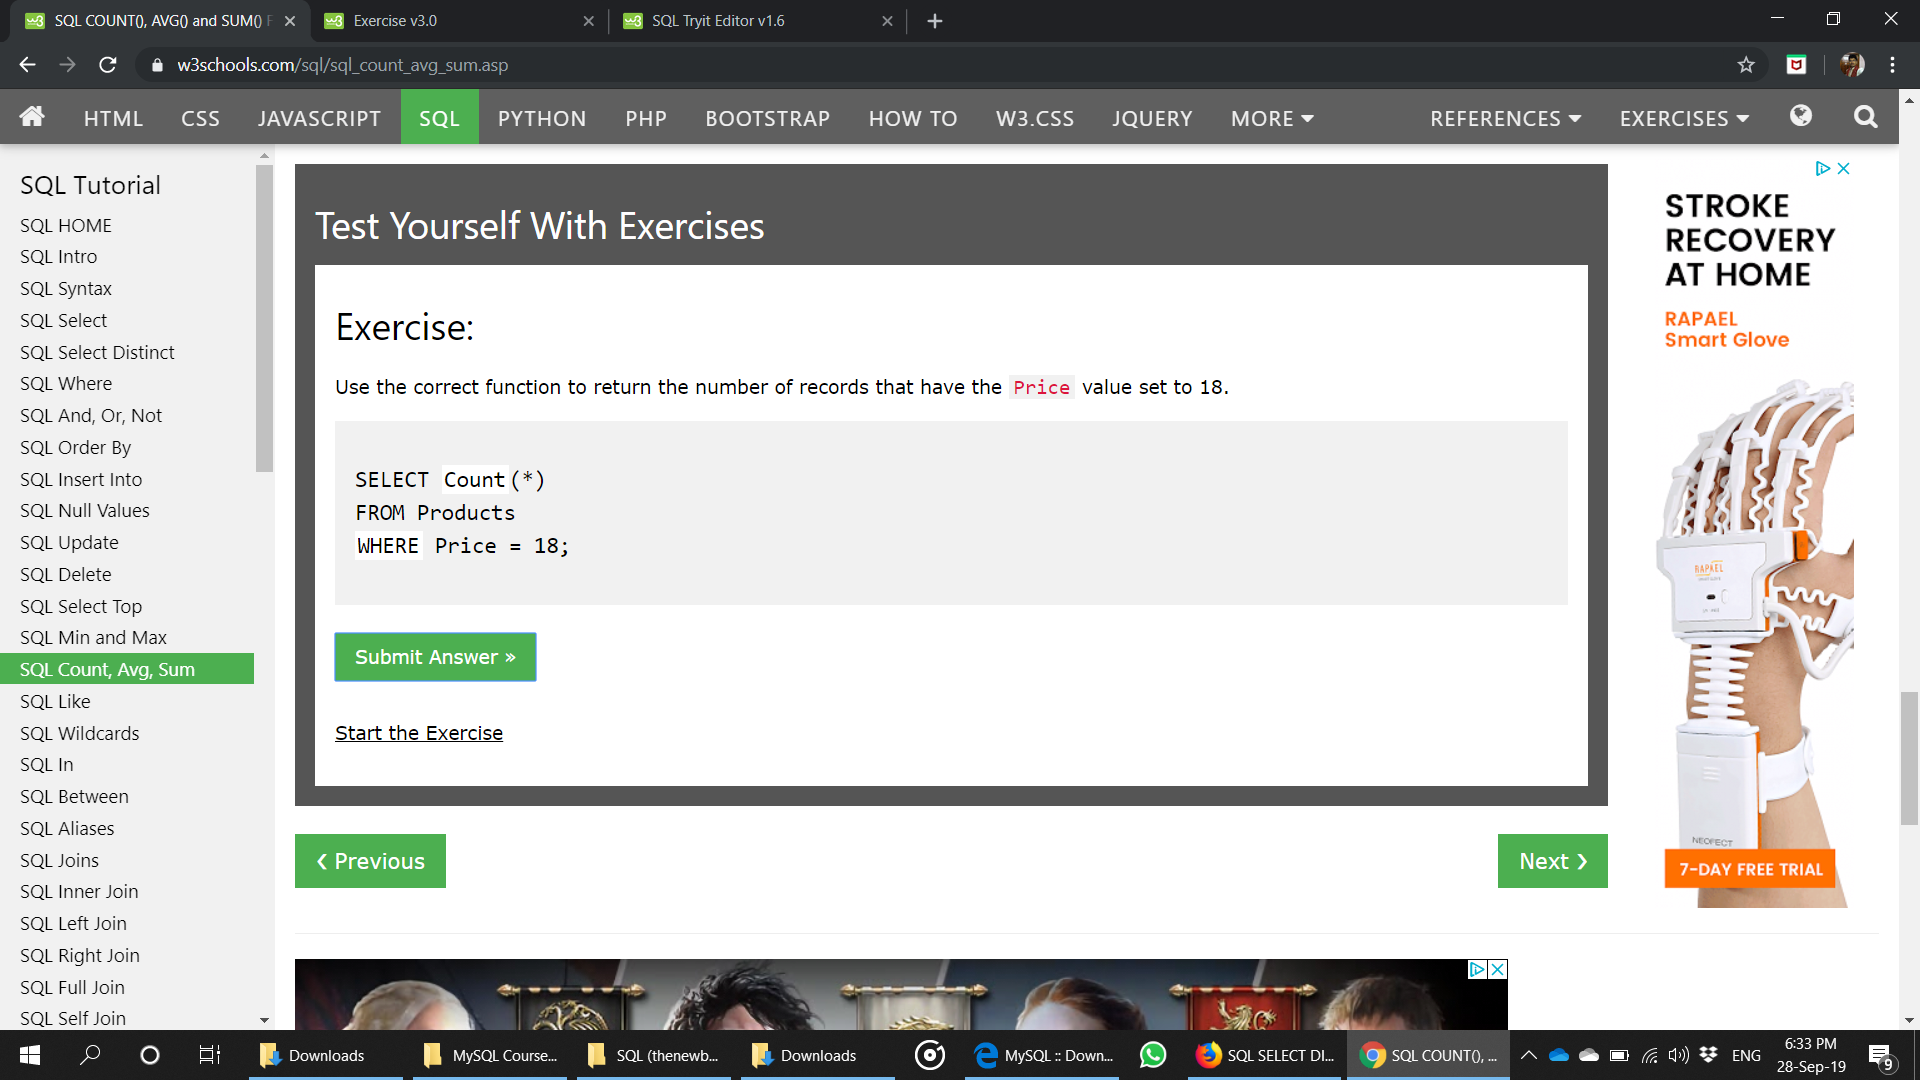 SQL COUNT(), AVG() and SUM() F
Exercise v3.0
SQL Tryit Editor v1.6
w3schools.com/sql/sql_count_avg_sum.asp
HTML CSS JAVASCRIPT SQL PYTHON PHP BOOTSTRAP HOW TO W3.CSS JQUERY MORE REFERENCES EXERCISES
SQL Tutorial
SQL HOME
SQL Intro
SQL Syntax
SQL Select
SQL Select Distinct
SQL Where
SQL And, Or, Not
SQL Order By
SQL Insert Into
SQL Null Values
SQL Update
SQL Delete
SQL Select Top
SQL Min and Max
SQL Count, Avg, Sum
SQL Like
SQL Wildcards
SQL In
SQL Between
SQL Aliases
SQL Joins
SQL Inner Join
SQL Left Join
SQL Right Join
SQL Full Join
SQL Self Join
Test Yourself With Exercises
Exercise:
Use the correct function to return the number of records that have the Price value set to 18.
SELECT Count(*)
FROM Products
WHERE Price = 18;
Submit Answer »
Start the Exercise
❮ Previous
Next ❯
STROKE
RECOVERY
AT HOME
RAPAEL
Smart Glove
RAPAEL
NEOFECT
7-DAY FREE TRIAL
Downloads
MySQL Course...
SQL (thenewb...
Downloads
MySQL :: Down...
SQL SELECT DI...
SQL COUNT(), ...
ENG
6:33 PM
28-Sep-19
9